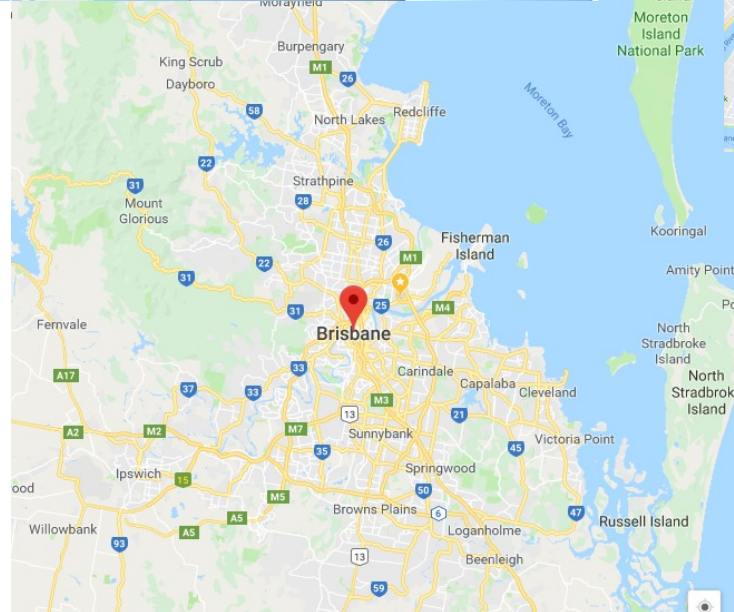 Morayfield
Moreton
Island
National Park
Burpengary
M1
King Scrub
Dayboro
26
Moreton Bay
58
Redcliffe
North Lakes
22
Strathpine
31
28
Mount
Glorious
Kooringal
26
Fisherman
Island
M1
22
Amity Point
31
25
M4
31
Fernvale
Brisbane
North
Stradbroke
Island
33
Carindale
A17
North
Stradbrok
Island
37
33
Capalaba
Cleveland
M3
13
21
A2
M2
M7
Sunnybank
Victoria Point
35
45
Ipswich
15
Springwood
ood
50
M5
Browns Plains
6
47
A5
Russell Island
Willowbank
A5
Loganholme
93
13
Beenleigh
59